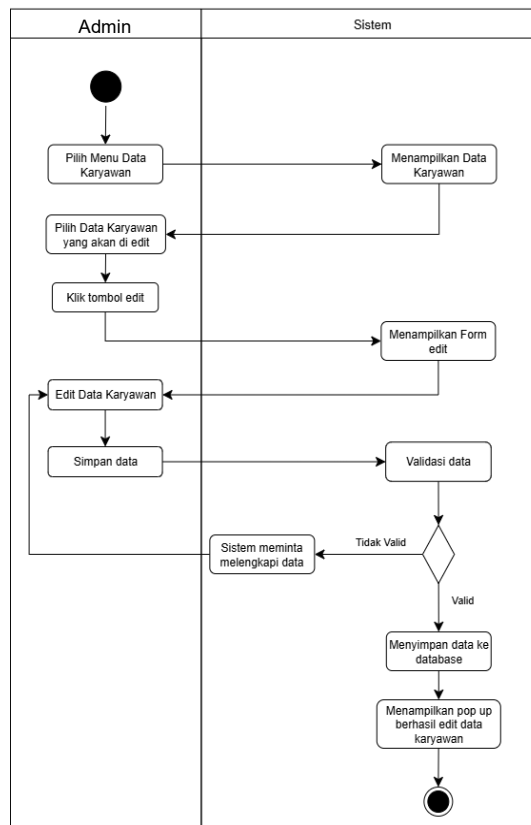 Admin
Sistem
Pilih Menu Data
Karyawan
Menampilkan Data
Karyawan
Pilih Data Karyawan
yang akan di edit
Klik tombol edit
Menampilkan Form
edit
Edit Data Karyawan
Simpan data
Validasi data
Tidak Valid
Sistem meminta
melengkapi data
Valid
Menyimpan data ke
database
Menampilkan pop up
berhasil edit data
karyawan